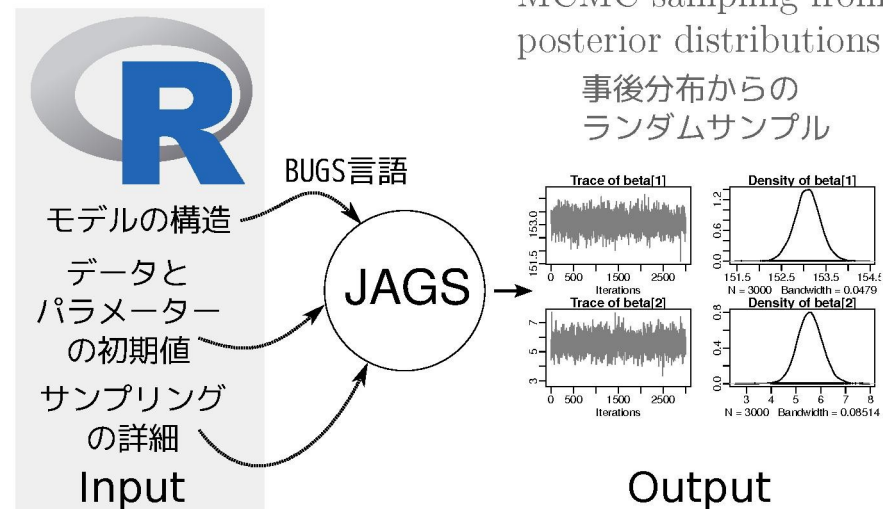 MCMC sampling from
posterior distributions
事後分布からの
ランダムサンプル
R
BUGS言語
モデルの構造
データと
パラメーター
の初期値
サンプリング
の詳細
Input
JAGS
Trace of beta[1]
151.5 153.0
0 500 1500 2500
Iterations
Density of beta[1]
0.0 0.6 1.2
151.5 152.5 153.5 154.5
N = 3000 Bandwidth = 0.0479
Trace of beta[2]
3 5 7
0 500 1500 2500
Iterations
Density of beta[2]
0.0 0.4 0.8
3 4 5 6 7 8
N = 3000 Bandwidth = 0.08514
Output